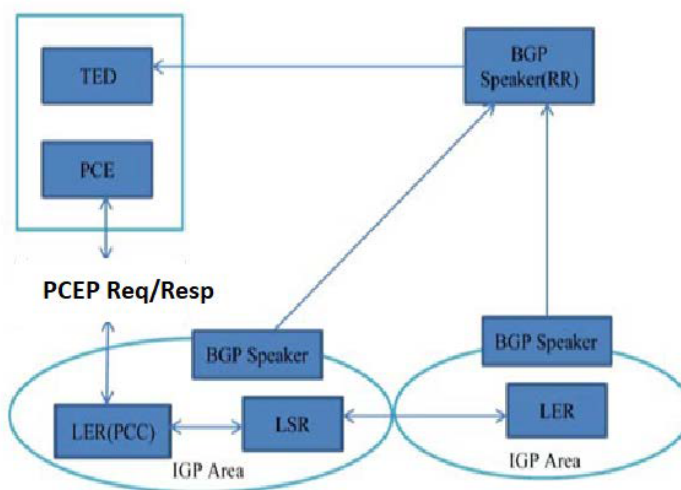 TED
BGP
Speaker(RR)
PCE
PCEP Req/Resp
BGP Speaker
BGP Speaker
LER(PCC)
LSR
LER
IGP Area
IGP Area